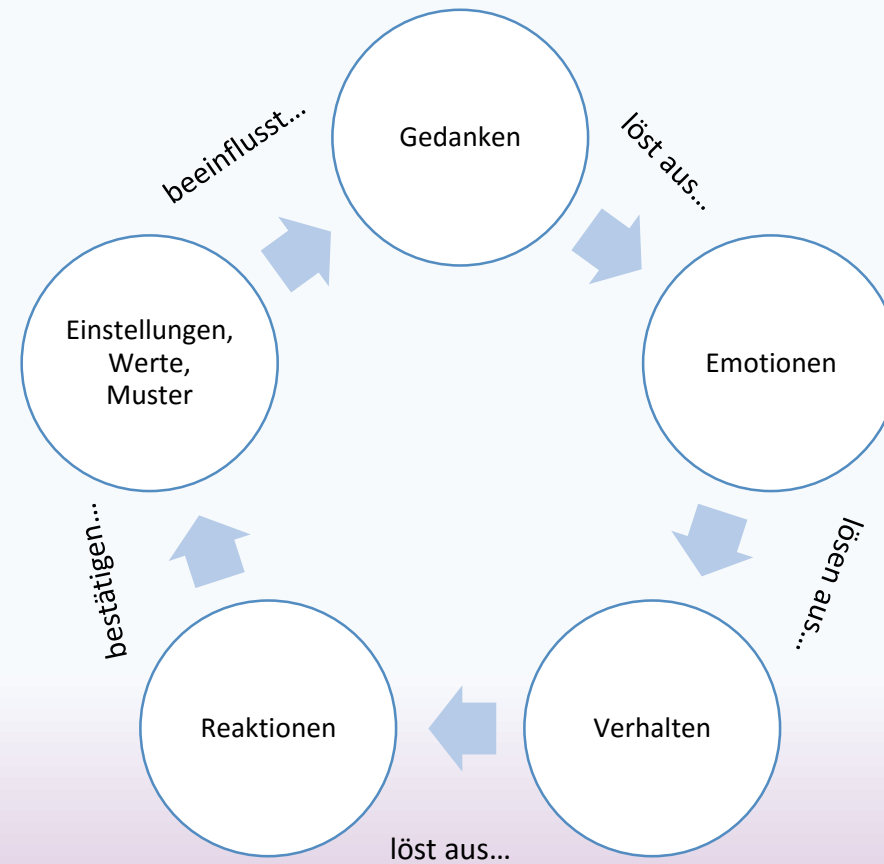 Gedanken
löst aus...
Emotionen
lösen aus...
Verhalten
löst aus...
Reaktionen
bestätigen...
Einstellungen,
Werte,
Muster
beeinflusst...